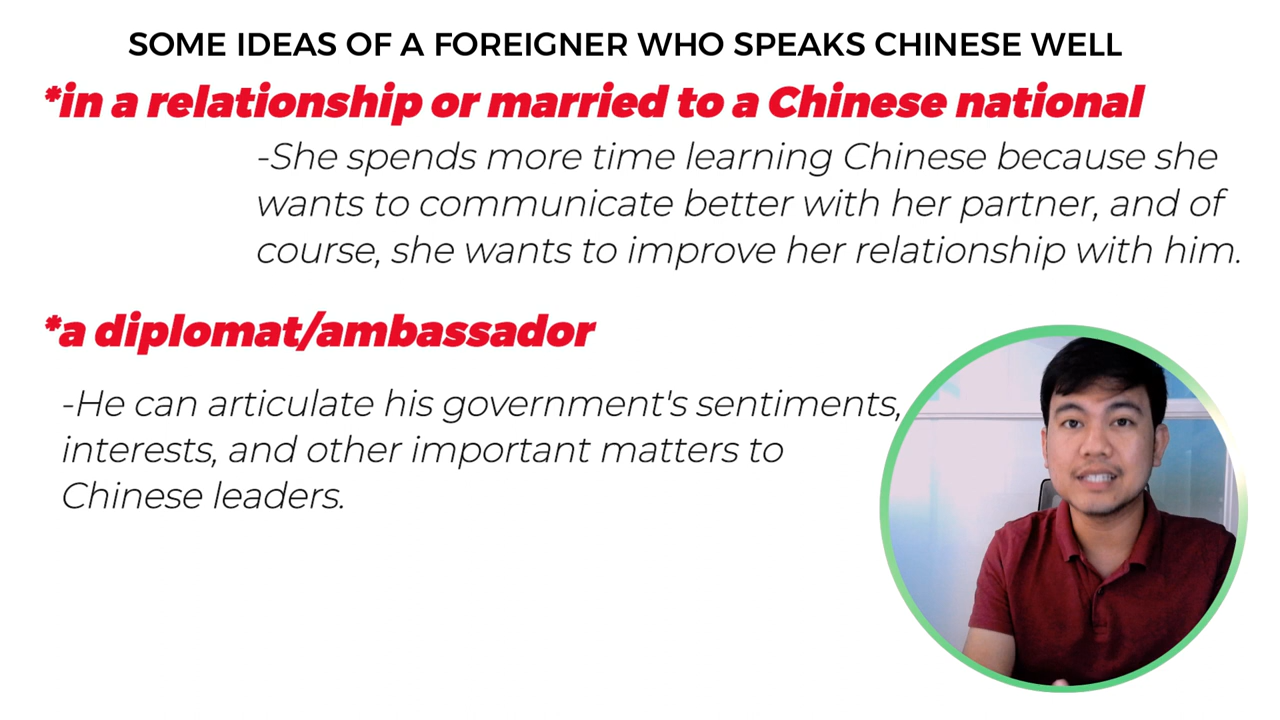 SOME IDEAS OF A FOREIGNER WHO SPEAKS CHINESE WELL
*in a relationship or married to a Chinese national
-She spends more time learning Chinese because she
wants to communicate better with her partner, and of
course, she wants to improve her relationship with him.
*a diplomat/ambassador
-He can articulate his government's sentiments,
interests, and other important matters to
Chinese leaders.